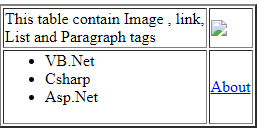 This table contain Image , link,
List and Paragraph tags
VB.Net
Csharp
Asp.Net
About